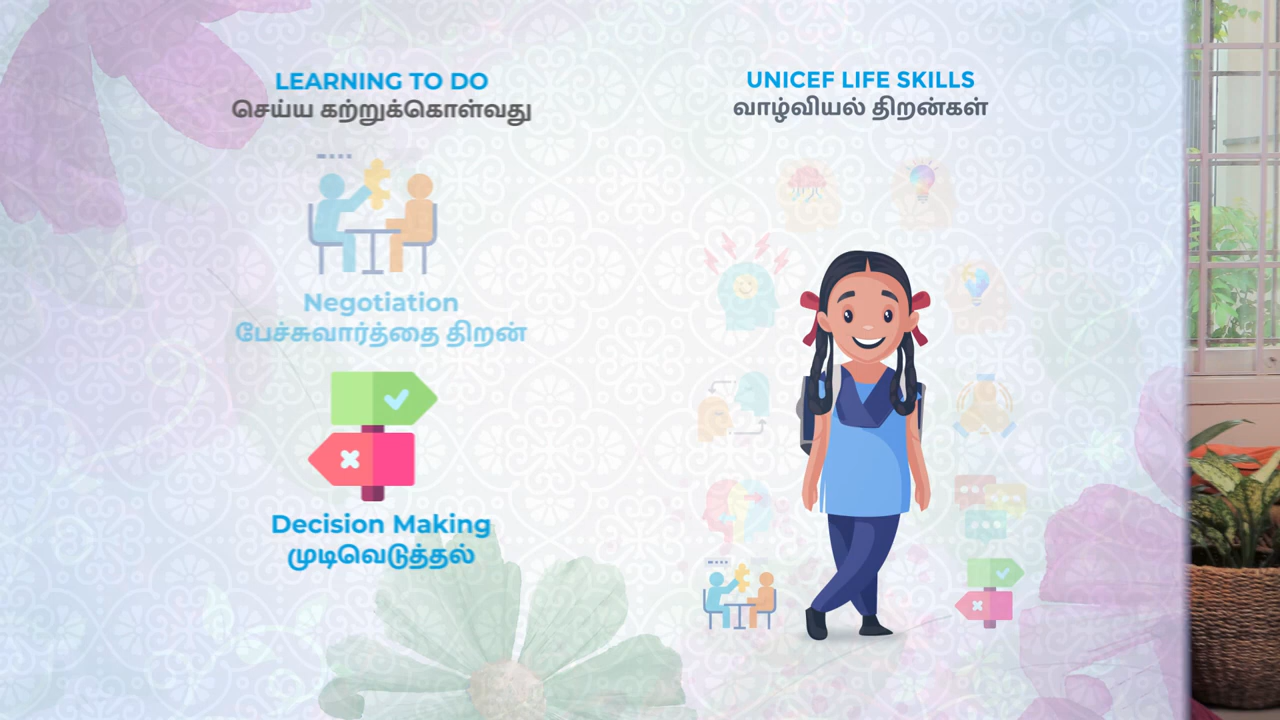 LEARNING TO DO
செய்ய கற்றுக்கொள்வது
Negotiation
பேச்சுவார்த்தை திறன்
Decision Making
முடிவெடுத்தல்
UNICEF LIFE SKILLS
வாழ்வியல் திறன்கள்